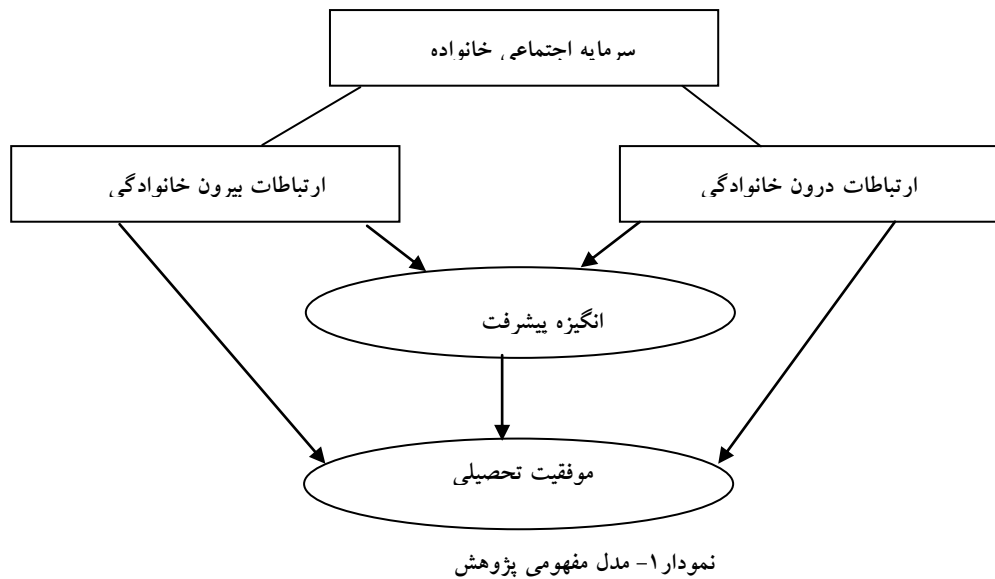 سرمایه اجتماعی خانواده
ارتباطات درون خانوادگی
ارتباطات بیرون خانوادگی
انگیزه پیشرفت
موفقیت تحصیلی
نمودار۱- مدل مفهومی پژوهش